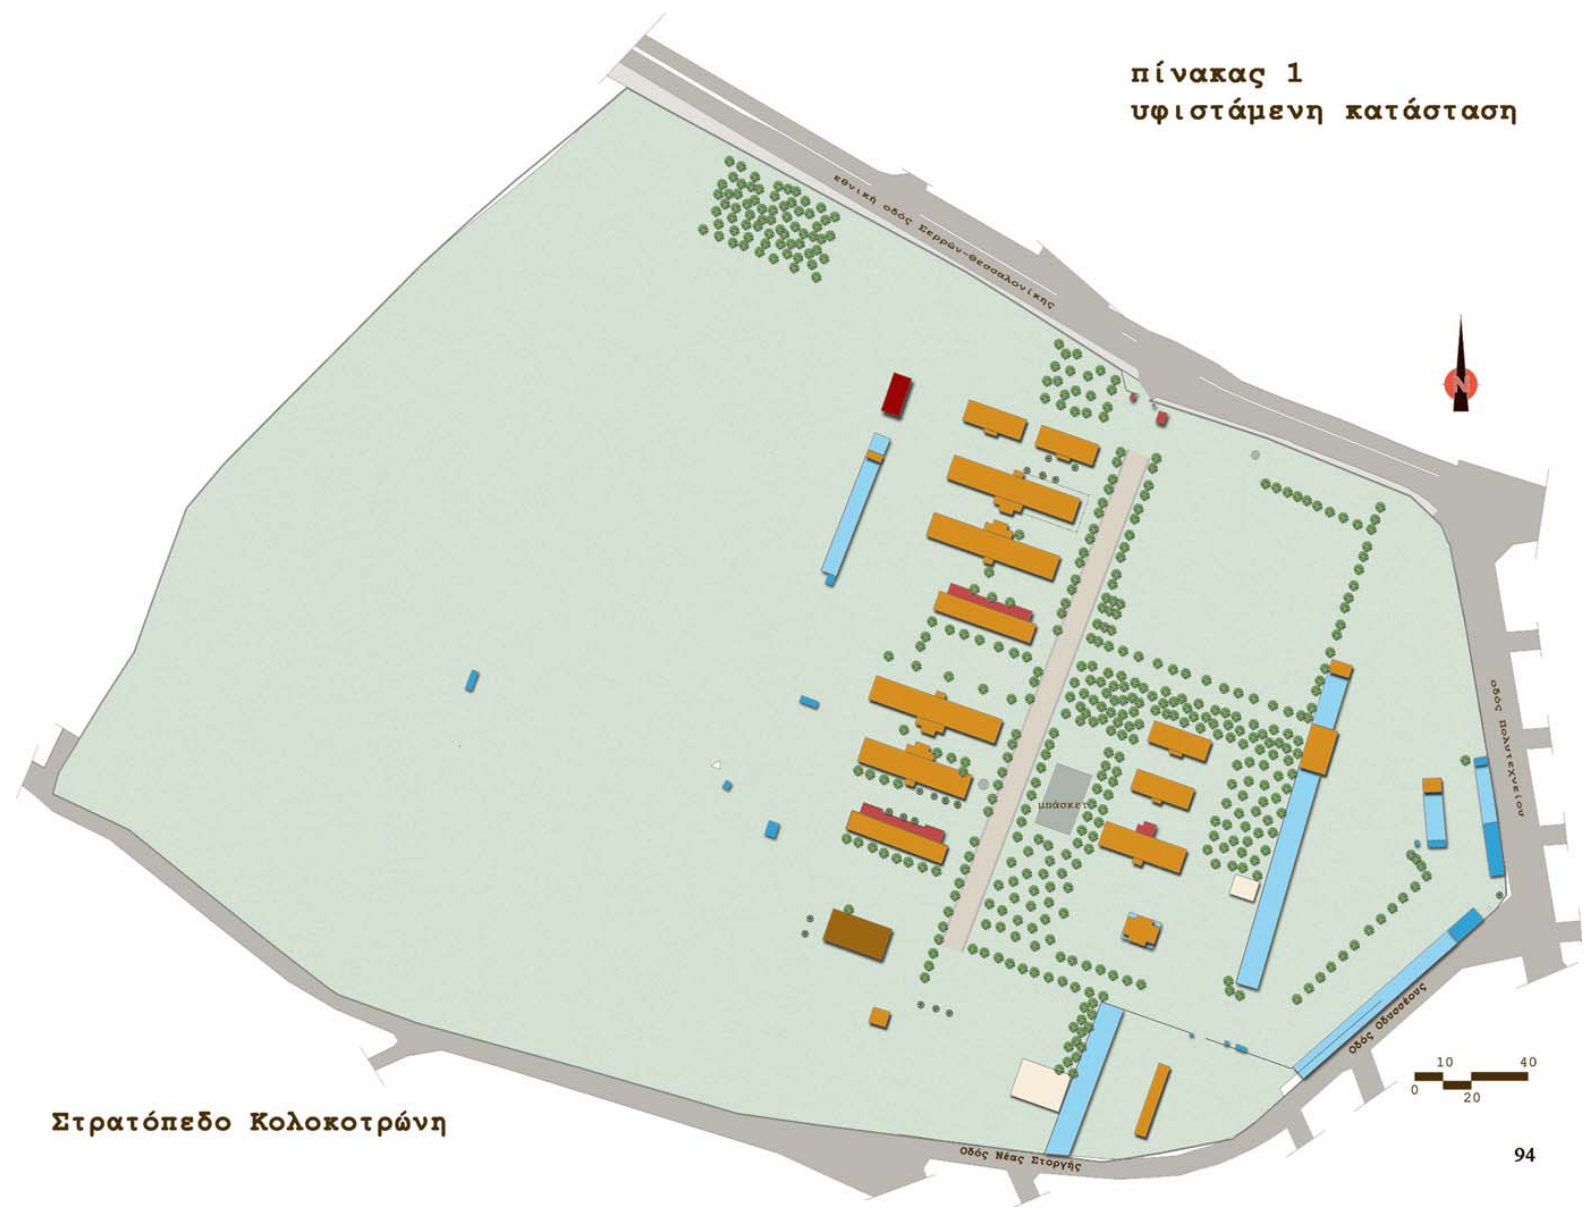 πίνακας 1
υφιστάμενη κατάσταση
εθνική οδός Σερρών-Θεσσαλονίκης
N
οδός Πολυτεχνείου
μπάσκετ
Οδός Οδυσσέους
10 40
0 20
Στρατόπεδο Κολοκοτρώνη
Οδός Νέας Στοργής
94